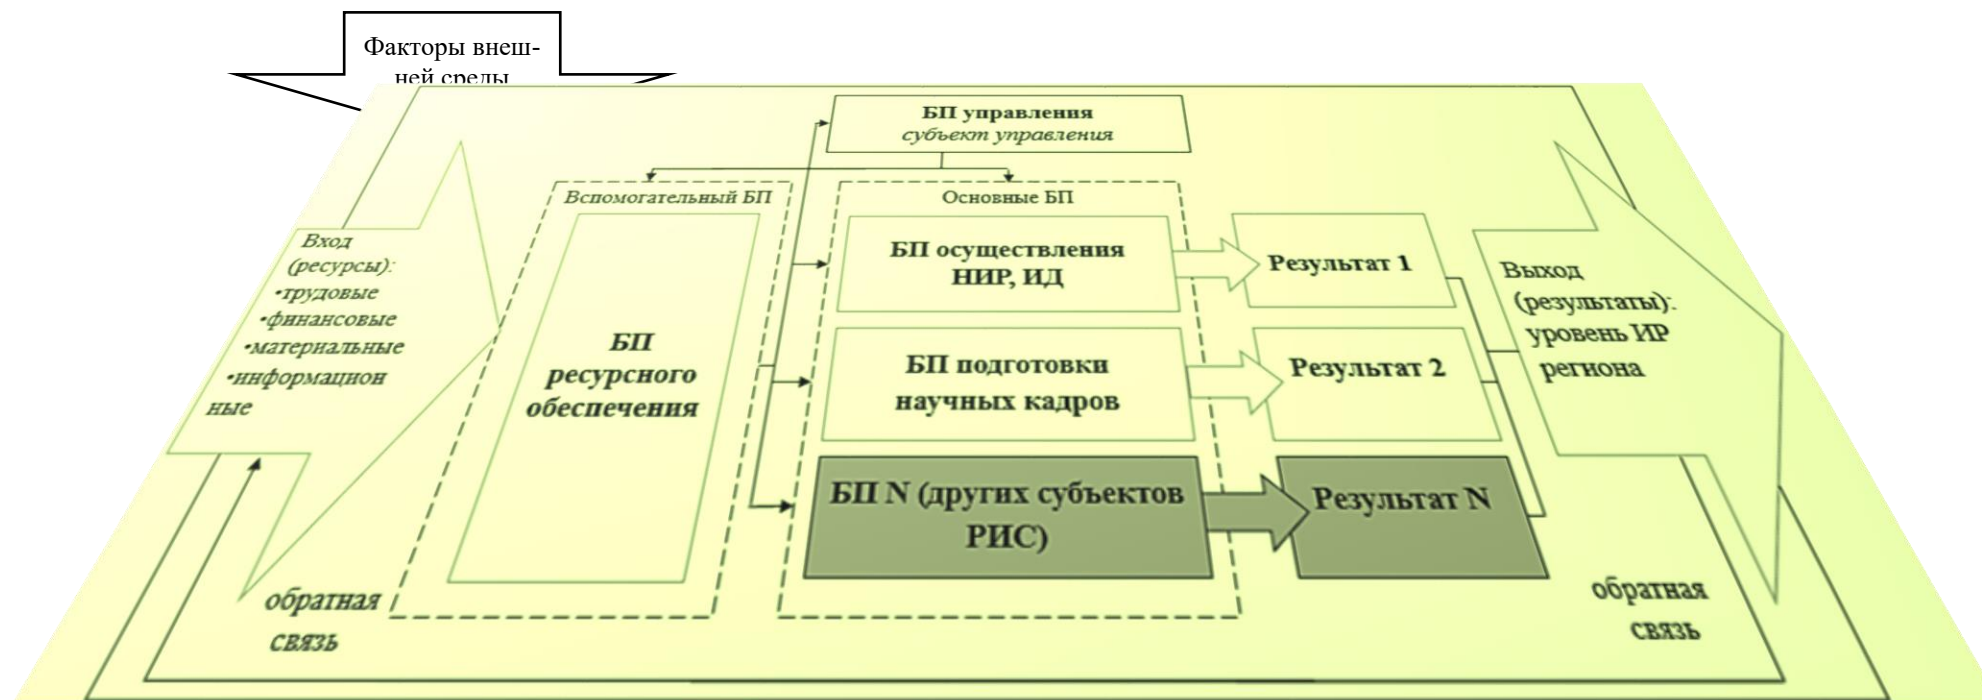 Факторы внеш-
ней среды
БП управления
субъект управления
Вспомогательный БП
Основные БП
Вход
(ресурсы):
•трудовые
•финансовые
•материальные
•информацион
ные
БП
ресурсного
обеспечения
БП осуществления
НИР, ИД
БП подготовки
научных кадров
БП N (других субъектов
РИС)
Результат 1
Результат 2
Результат N
Выход
(результаты):
уровень ИР
региона
обратная
связь
обратная
связь